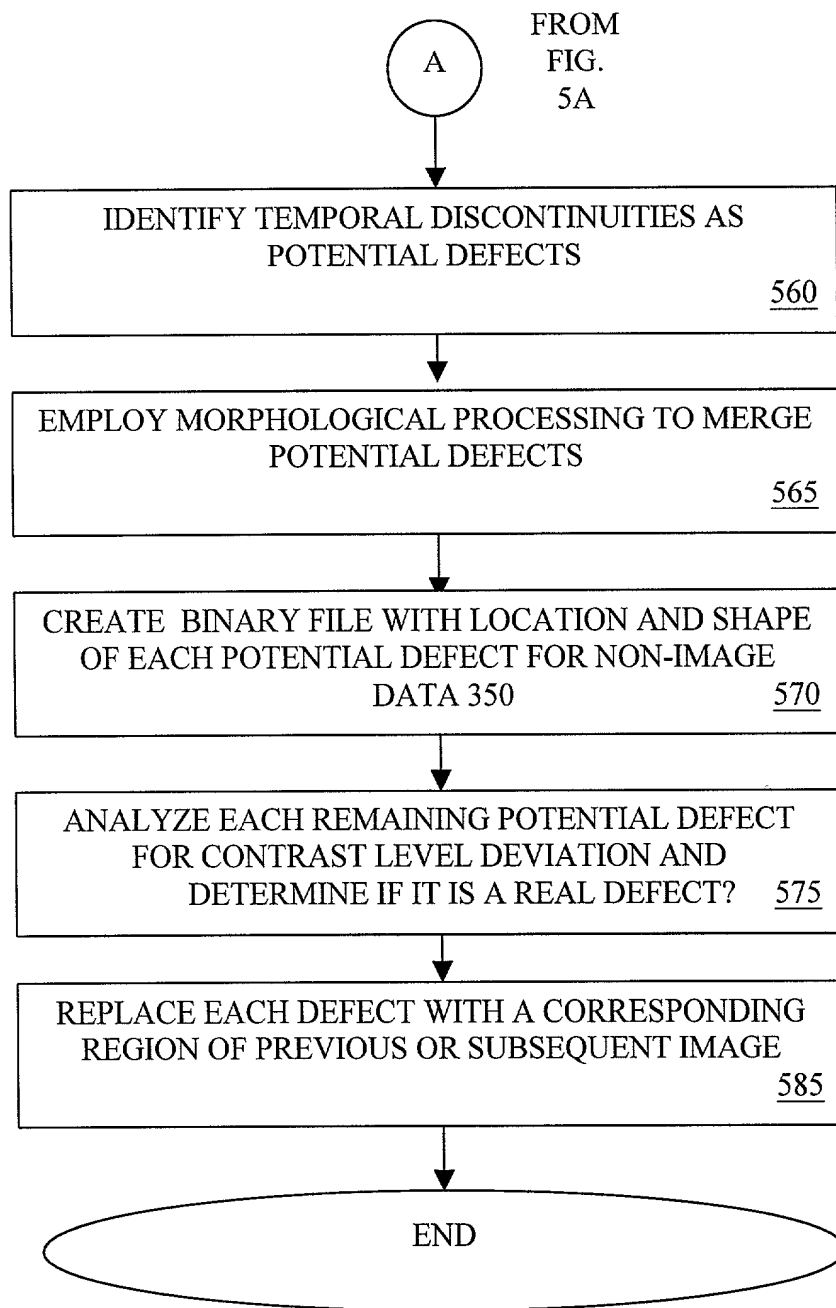 A
FROM
FIG.
5A
IDENTIFY TEMPORAL DISCONTINUITIES AS
POTENTIAL DEFECTS
560
EMPLOY MORPHOLOGICAL PROCESSING TO MERGE
POTENTIAL DEFECTS
565
CREATE BINARY FILE WITH LOCATION AND SHAPE
OF EACH POTENTIAL DEFECT FOR NON-IMAGE
DATA 350 570
ANALYZE EACH REMAINING POTENTIAL DEFECT
FOR CONTRAST LEVEL DEVIATION AND
DETERMINE IF IT IS A REAL DEFECT? 575
REPLACE EACH DEFECT WITH A CORRESPONDING
REGION OF PREVIOUS OR SUBSEQUENT IMAGE
585
END